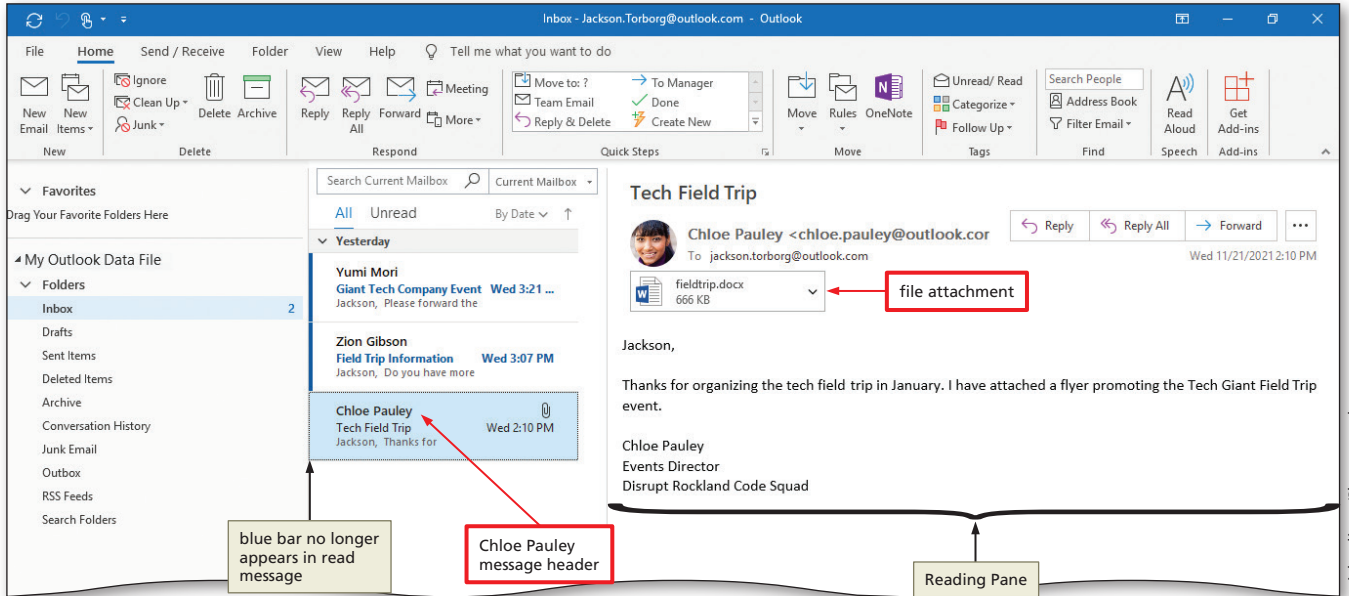 Inbox - Jackson.Torborg@outlook.com - Outlook
File Home Send / Receive Folder View Help Tell me what you want to do
New Email
New Items
New
Ignore
Clean Up
Junk
Delete
Archive
Delete
Reply
Reply All
Forward
Meeting
More
Respond
Move to: ?
Team Email
Reply & Delete
To Manager
Done
Create New
Quick Steps
Move
Rules
OneNote
Move
Unread/ Read
Categorize
Follow Up
Tags
Search People
Address Book
Filter Email
Find
Read Aloud
Speech
Get Add-ins
Add-ins
Favorites
Drag Your Favorite Folders Here
My Outlook Data File
Folders
Inbox 2
Drafts
Sent Items
Deleted Items
Archive
Conversation History
Junk Email
Outbox
RSS Feeds
Search Folders
Search Current Mailbox Current Mailbox
All Unread By Date
Yesterday
Yumi Mori
Giant Tech Company Event Wed 3:21 ...
Jackson, Please forward the
Zion Gibson
Field Trip Information Wed 3:07 PM
Jackson, Do you have more
Chloe Pauley
Tech Field Trip Wed 2:10 PM
Jackson, Thanks for
Tech Field Trip
Chloe Pauley <chloe.pauley@outlook.cor
To jackson.torborg@outlook.com
Reply Reply All Forward ...
Wed 11/21/2021 2:10 PM
fieldtrip.docx
666 KB
file attachment
Jackson,
Thanks for organizing the tech field trip in January. I have attached a flyer promoting the Tech Giant Field Trip
event.
Chloe Pauley
Events Director
Disrupt Rockland Code Squad
blue bar no longer
appears in read
message
Chloe Pauley
message header
Reading Pane